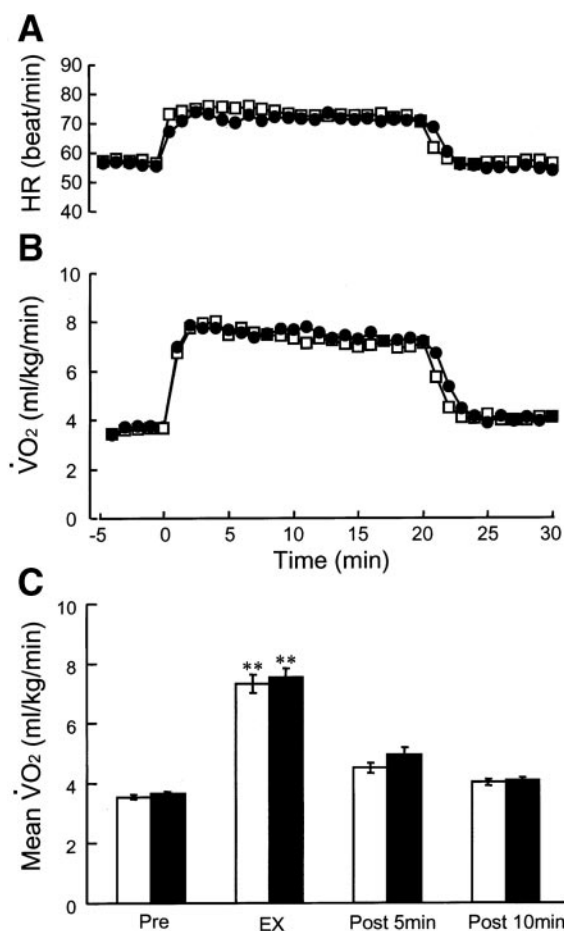 A
HR (beat/min)
90
80
70
60
50
40
B
V̇O2 (ml/kg/min)
10
8
6
4
2
0
-5 0 5 10 15 20 25 30
Time (min)
C
Mean V̇O2 (ml/kg/min)
10
8
6
4
2
0
** **
Pre EX Post 5min Post 10min